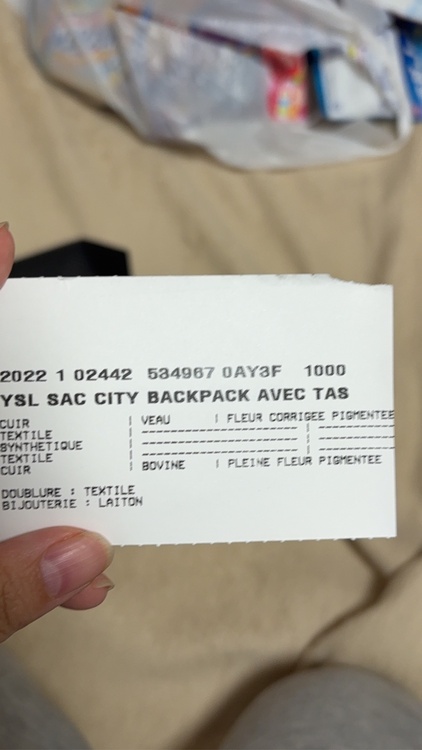 2022 1 02442 534967 0AY3F 1000
YSL SAC CITY BACKPACK AVEC TAS
CUIR | VEAU | FLEUR CORRIGEE PIGMENTEE
TEXTILE | ------------------------- | ------------
SYNTHETIQUE | ------------------------- | ------------
TEXTILE | ------------------------- | ------------
CUIR | BOVINE | PLEINE FLEUR PIGMENTEE
DOUBLURE : TEXTILE
BIJOUTERIE : LAITON